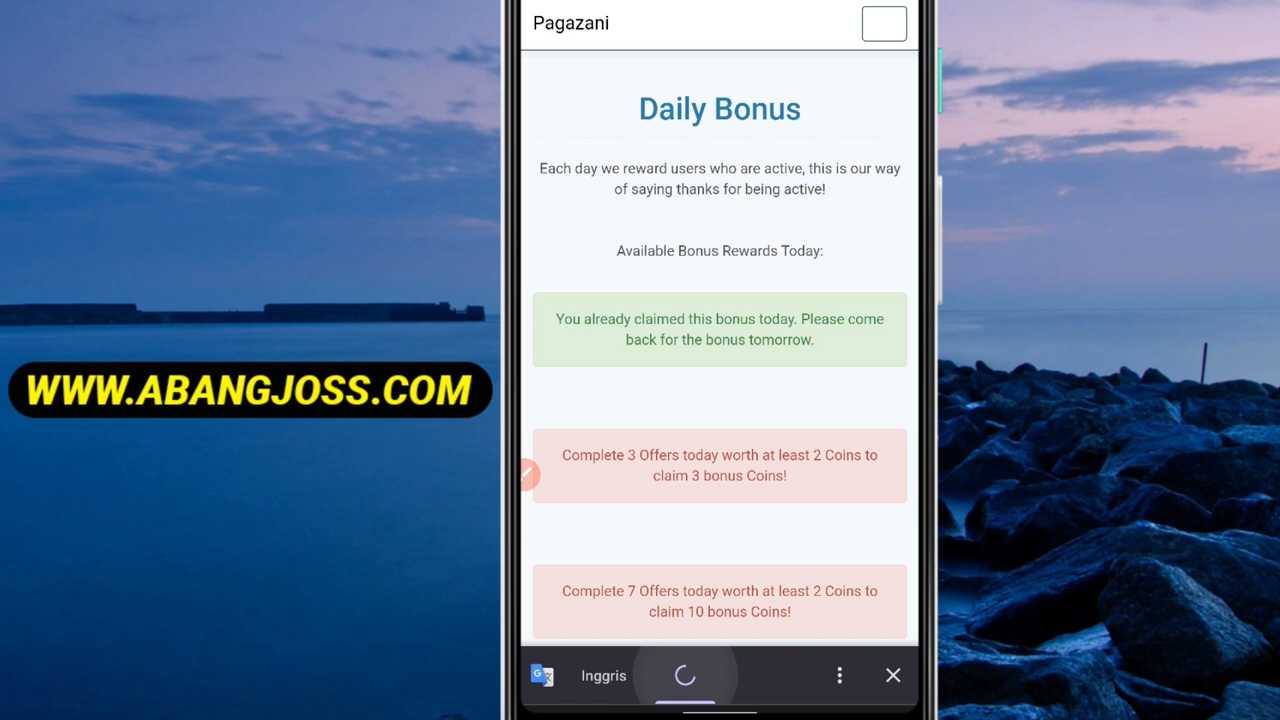 Pagazani
Daily Bonus
Each day we reward users who are active, this is our way
of saying thanks for being active!
Available Bonus Rewards Today:
You already claimed this bonus today. Please come
back for the bonus tomorrow.
WWW.ABANGJOSS.COM
Complete 3 Offers today worth at least 2 Coins to
claim 3 bonus Coins!
Complete 7 Offers today worth at least 2 Coins to
claim 10 bonus Coins!
G Inggris